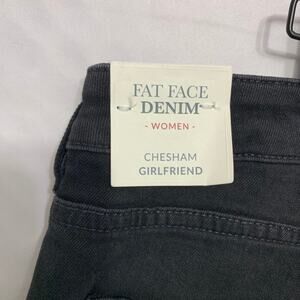 FAT FACE
DENIM
- WOMEN -
CHESHAM
GIRLFRIEND